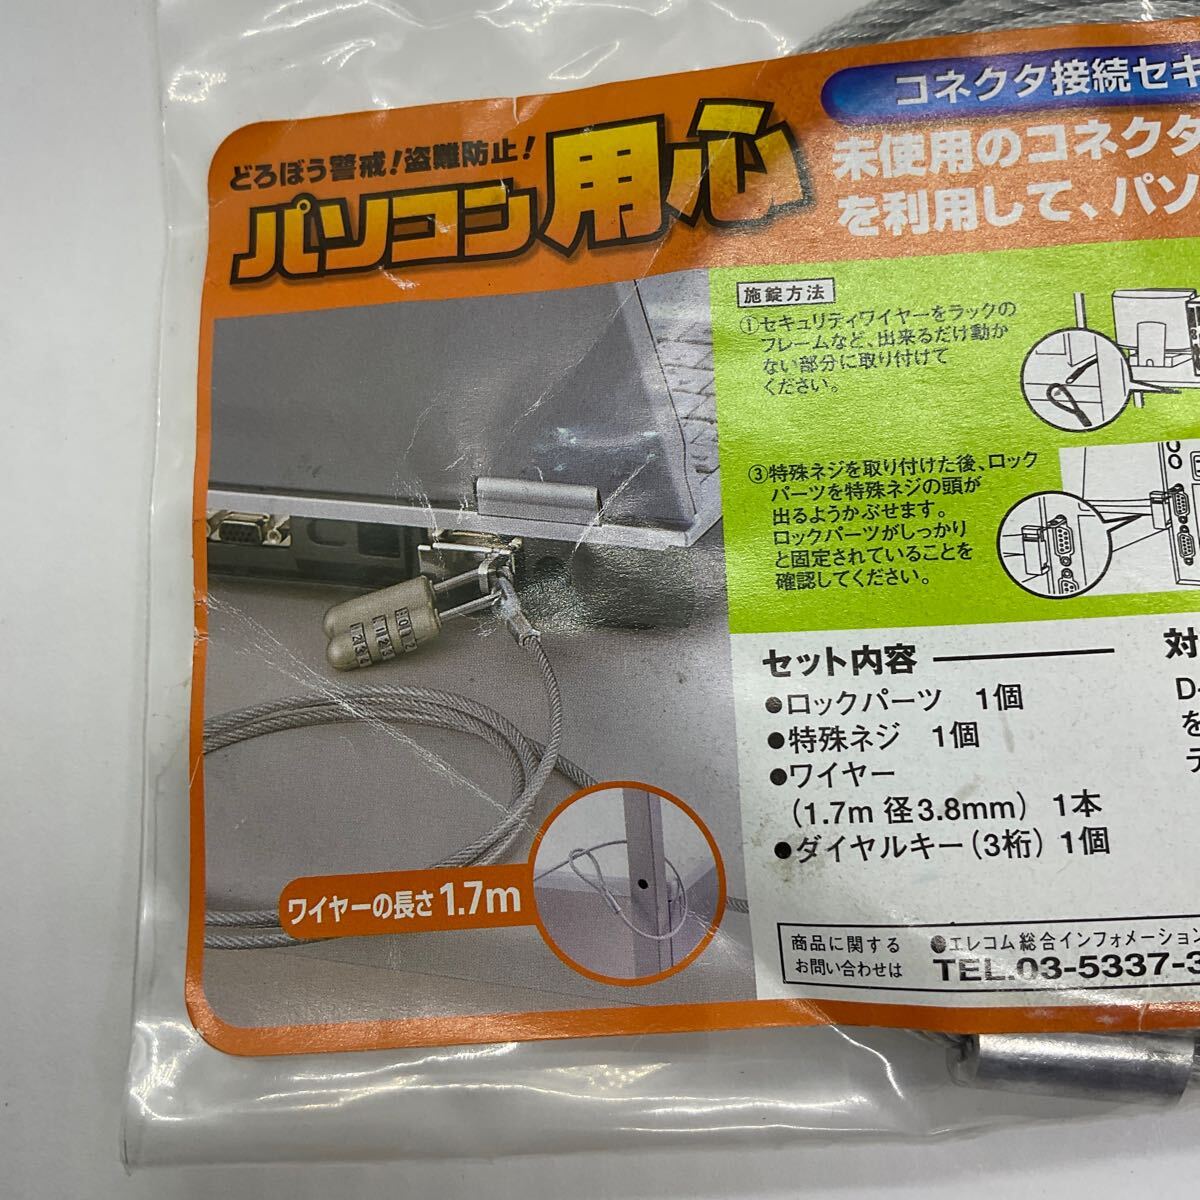 コネクタ接続セキ
どろぼう警戒!盗難防止!
パソコン用心
未使用のコネクタ
を利用して、パソ
施錠方法
①セキュリティワイヤーをラックの
フレームなど、出来るだけ動か
ない部分に取り付けて
ください。
③特殊ネジを取り付けた後、ロック
パーツを特殊ネジの頭が
出るようかぶせます。
ロックパーツがしっかり
と固定されていることを
確認してください。
セット内容
●ロックパーツ 1個
●特殊ネジ 1個
●ワイヤー
(1.7m 径3.8mm) 1本
●ダイヤルキー(3桁) 1個
対
D-
を
デ
ワイヤーの長さ1.7m
商品に関する
お問い合わせは
●エレコム総合インフォメーション
TEL.03-5337-3